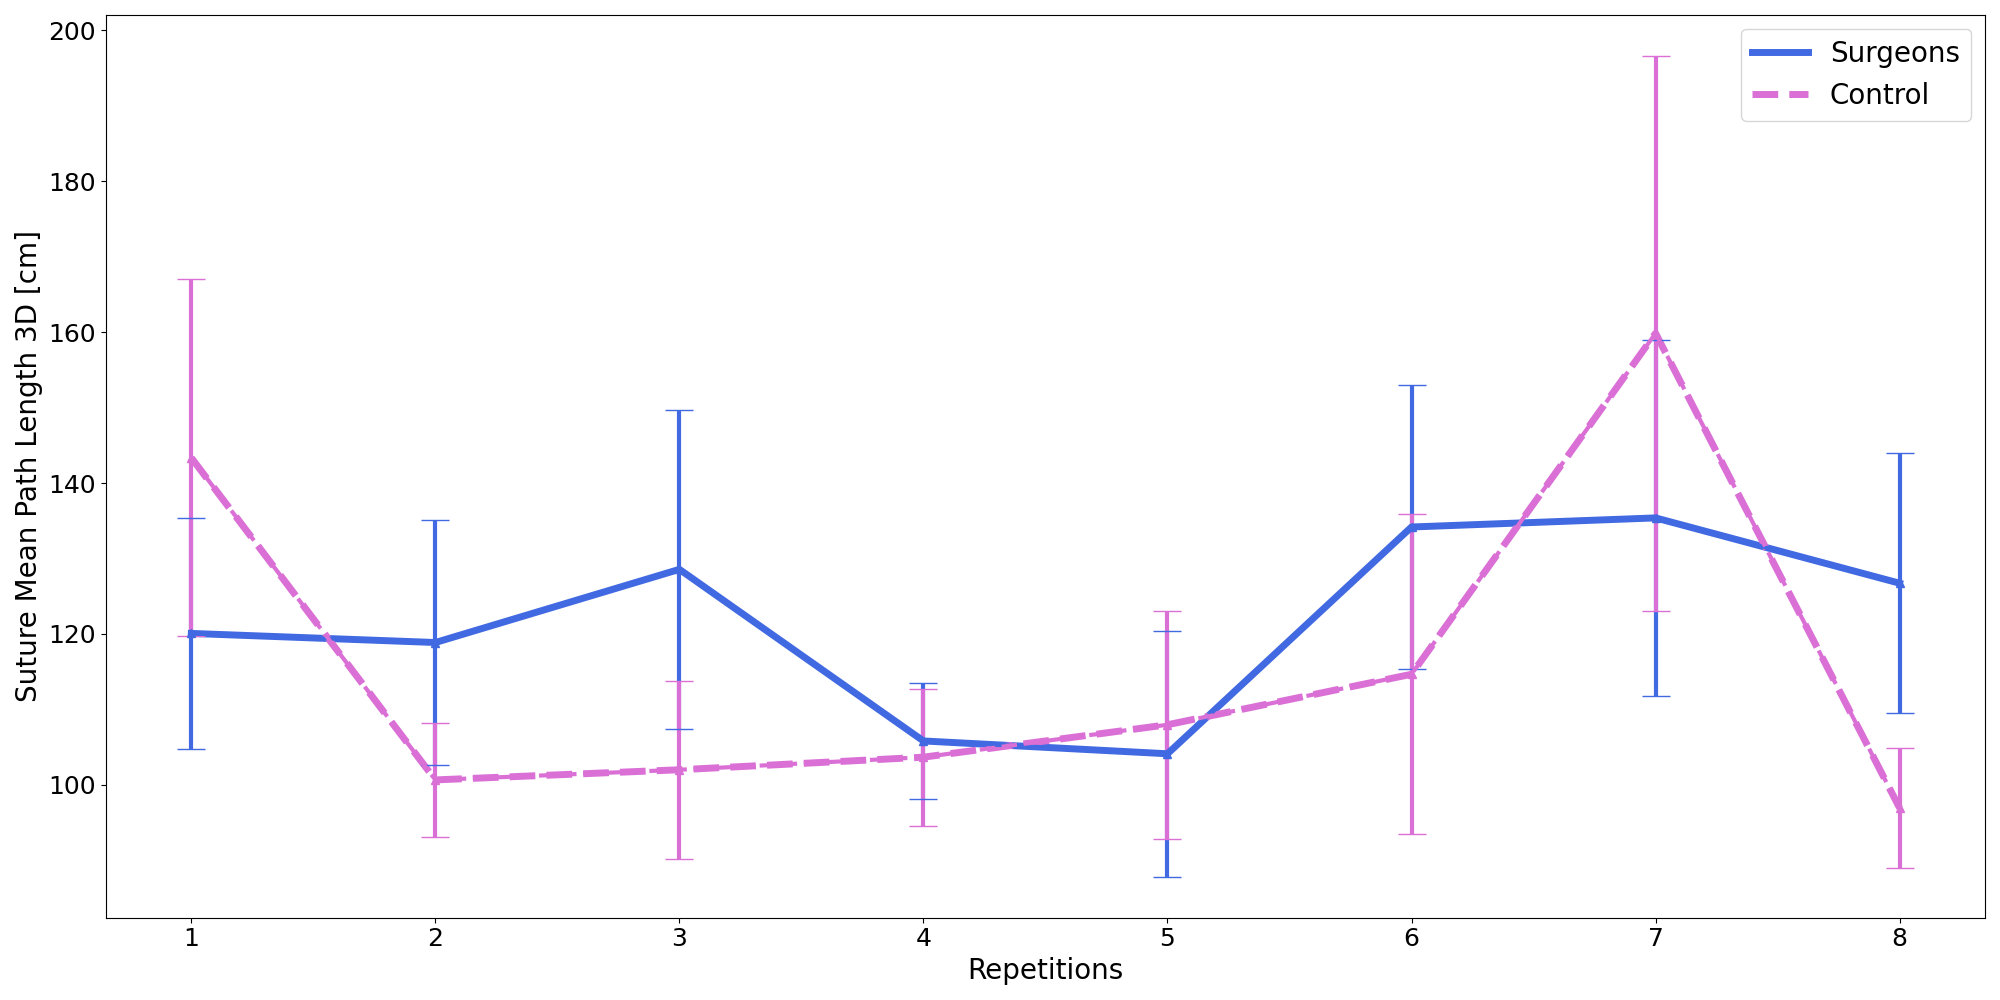 200
180
160
140
120
100
Suture Mean Path Length 3D [cm]
Surgeons
Control
1 2 3 4 5 6 7 8
Repetitions